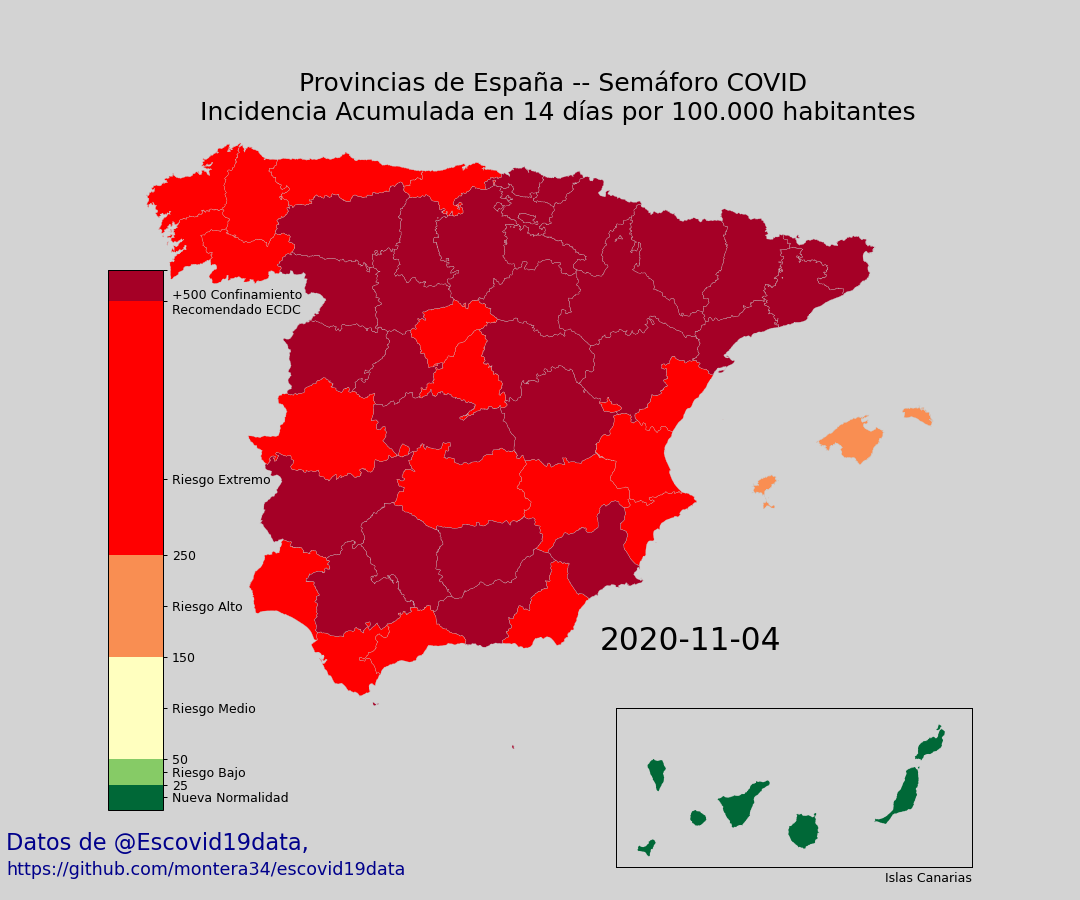 Provincias de España -- Semáforo COVID
Incidencia Acumulada en 14 días por 100.000 habitantes
+500 Confinamiento
Recomendado ECDC
Riesgo Extremo
250
Riesgo Alto
150
Riesgo Medio
50
Riesgo Bajo
25
Nueva Normalidad
2020-11-04
Datos de @Escovid19data,
https://github.com/montera34/escovid19data
Islas Canarias